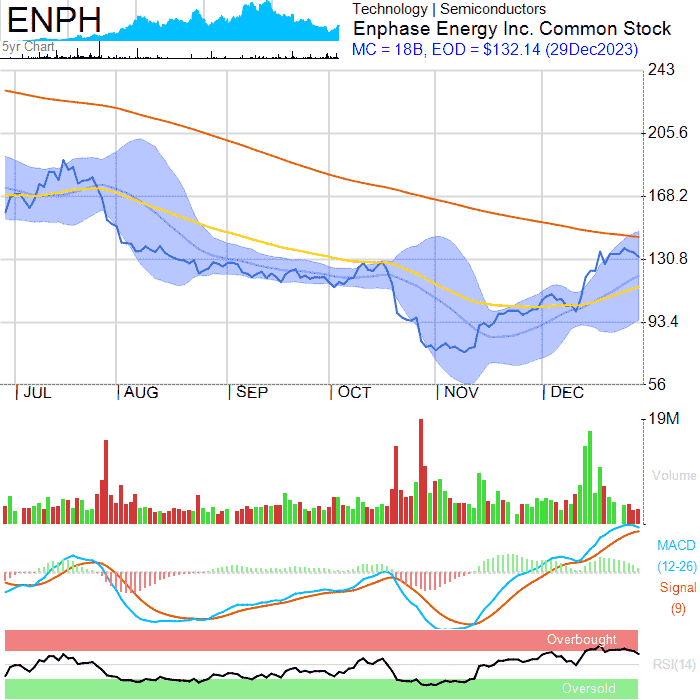 ENPH
5yr Chart
Technology | Semiconductors
Enphase Energy Inc. Common Stock
MC = 18B, EOD = $132.14 (29Dec2023)
243
205.6
168.2
130.8
93.4
56
JUL AUG SEP OCT NOV DEC
19M
Volume
MACD
(12-26)
Signal
(9)
Overbought
RSI(14)
Oversold